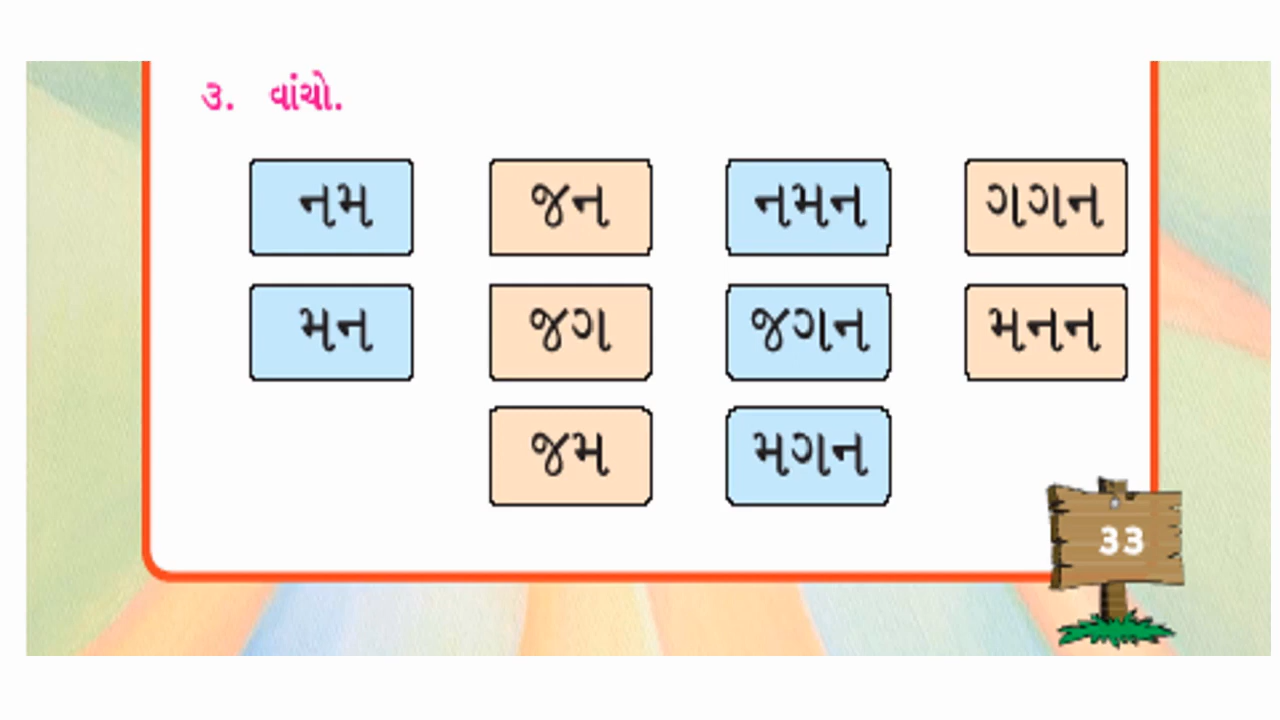 ૩. વાંચો.
નમ જન નમન ગગન
મન જગ જગન મનન
જમ મગન
33